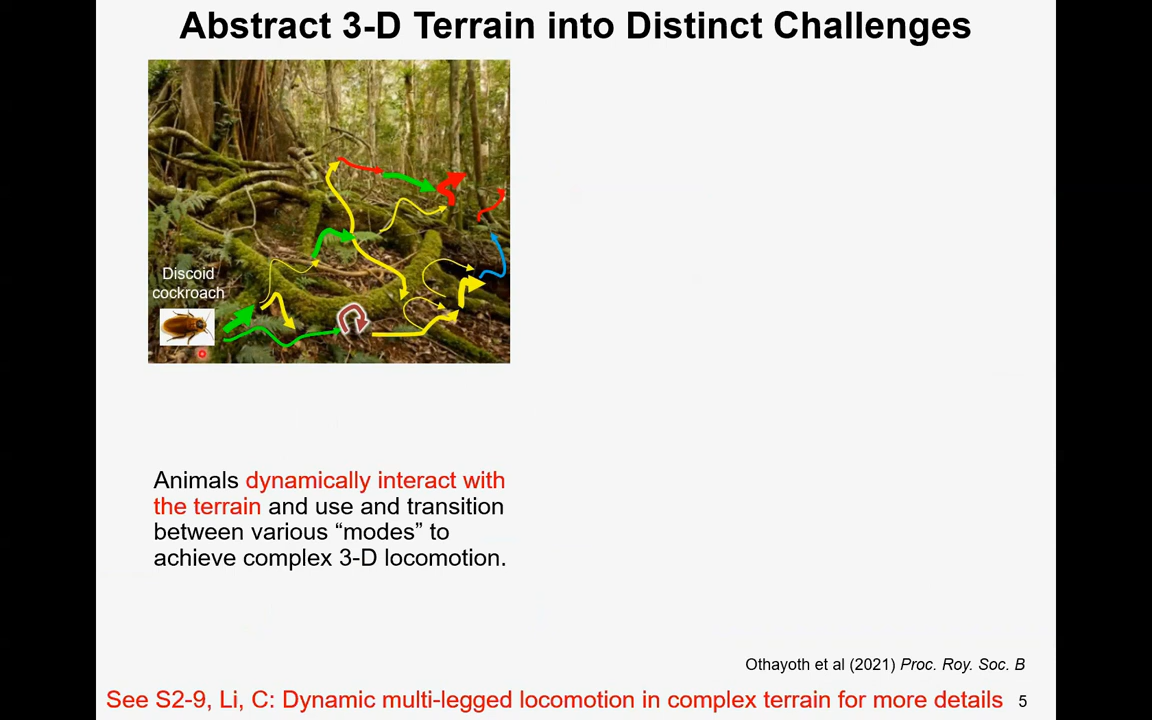 Abstract 3-D Terrain into Distinct Challenges
Discoid
cockroach
Animals dynamically interact with
the terrain and use and transition
between various “modes” to
achieve complex 3-D locomotion.
Othayoth et al (2021) Proc. Roy. Soc. B
See S2-9, Li, C: Dynamic multi-legged locomotion in complex terrain for more details 5